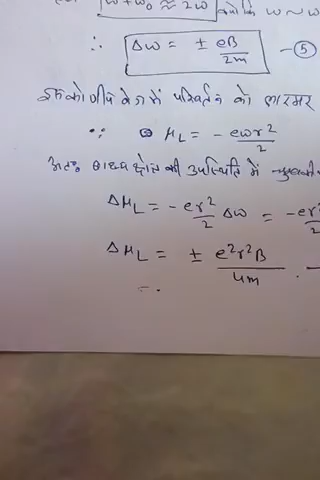 ω+ω₀ ≈ 2ω क्योंकि ω~ω
∴ Δω = ± eB/2m —(5)
कोणीय वेग में परिवर्तन को लारमर
∵ μL = - eωr²/2
अतः बाह्य क्षेत्र की उपस्थिति में चुम्बकीय
ΔμL = - er²/2 Δω = - er²/2
ΔμL = ± e²r²B/4m . —